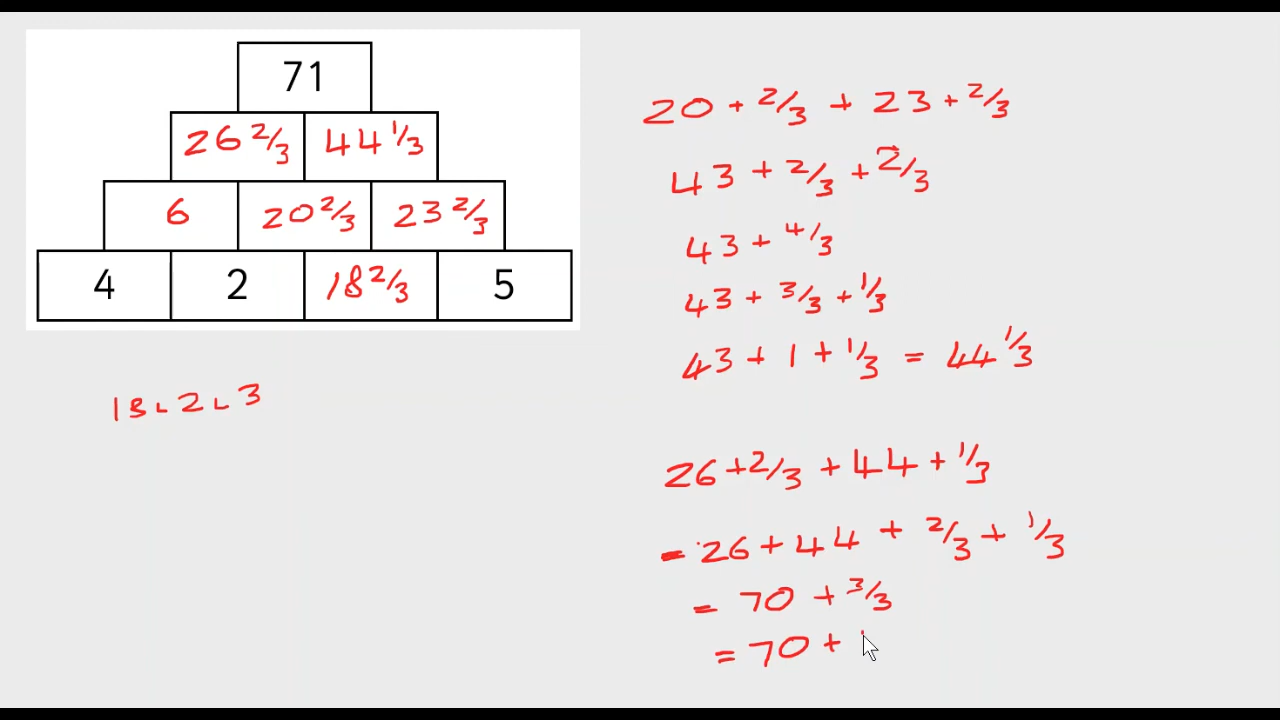 71
26 2/3 44 1/3
6 20 2/3 23 2/3
4 2 18 2/3 5
20 + 2/3 + 23 + 2/3
43 + 2/3 + 2/3
43 + 4/3
43 + 3/3 + 1/3
43 + 1 + 1/3 = 44 1/3
26 + 2/3 + 44 + 1/3
= 26 + 44 + 2/3 + 1/3
= 70 + 3/3
= 70 +